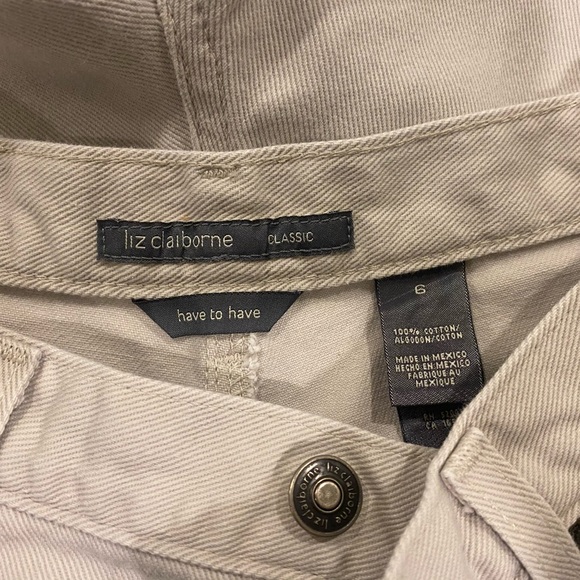 liz claiborne CLASSIC
have to have
6
100% COTTON/
ALGODON/COTON
MADE IN MEXICO
HECHO EN MEXICO
FABRIQUE AU
MEXIQUE
liz claiborne
liz claiborne